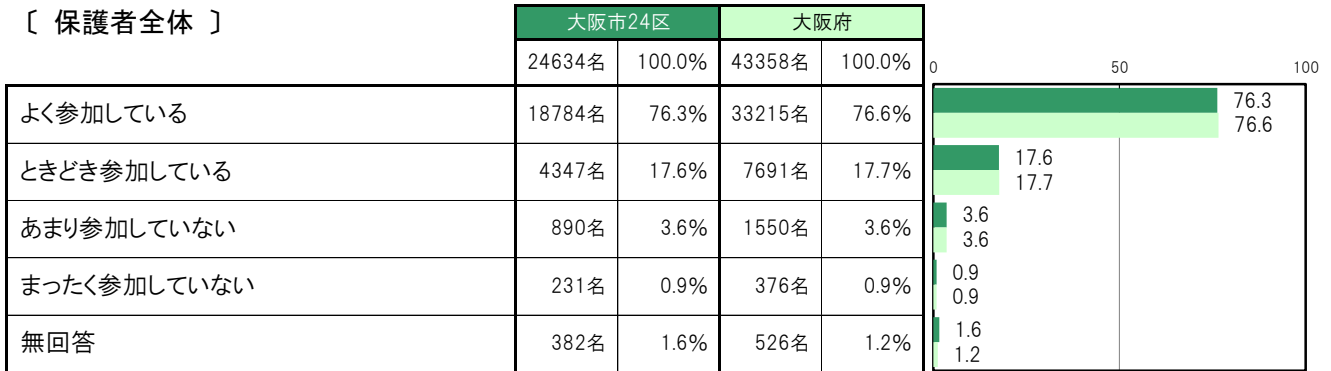 〔 保護者全体 〕
大阪市24区 大阪府
24634名 100.0% 43358名 100.0%
0 50 100
よく参加している 18784名 76.3% 33215名 76.6%
76.3
76.6
ときどき参加している 4347名 17.6% 7691名 17.7%
17.6
17.7
あまり参加していない 890名 3.6% 1550名 3.6%
3.6
3.6
まったく参加していない 231名 0.9% 376名 0.9%
0.9
0.9
無回答 382名 1.6% 526名 1.2%
1.6
1.2